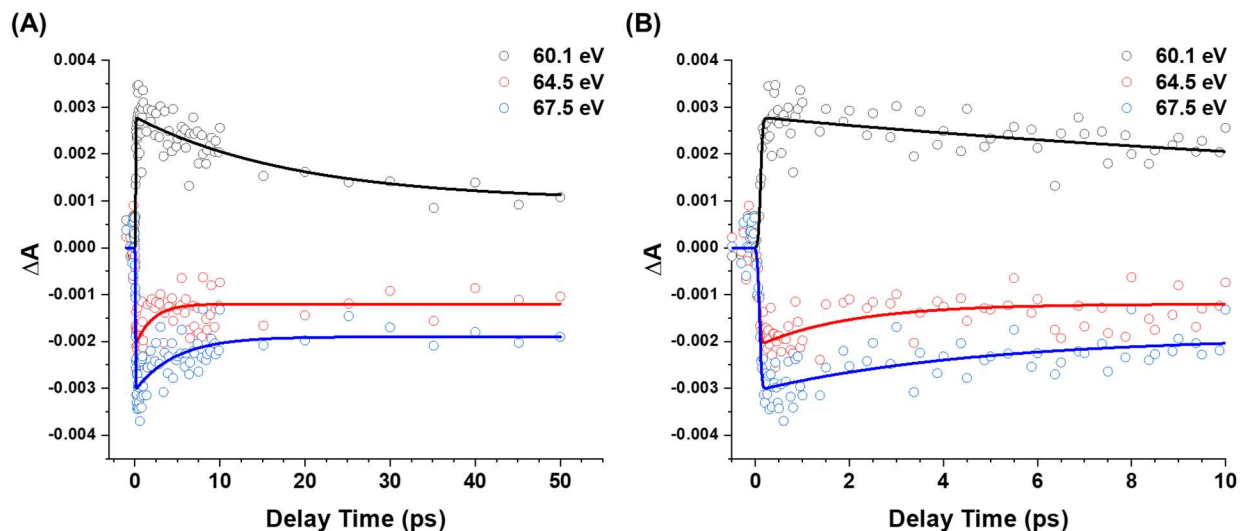 (A)
60.1 eV
64.5 eV
67.5 eV
0.004
0.003
0.002
0.001
0.000
-0.001
-0.002
-0.003
-0.004
ΔA
0 10 20 30 40 50
Delay Time (ps)
(B)
60.1 eV
64.5 eV
67.5 eV
0.004
0.003
0.002
0.001
0.000
-0.001
-0.002
-0.003
-0.004
ΔA
0 2 4 6 8 10
Delay Time (ps)